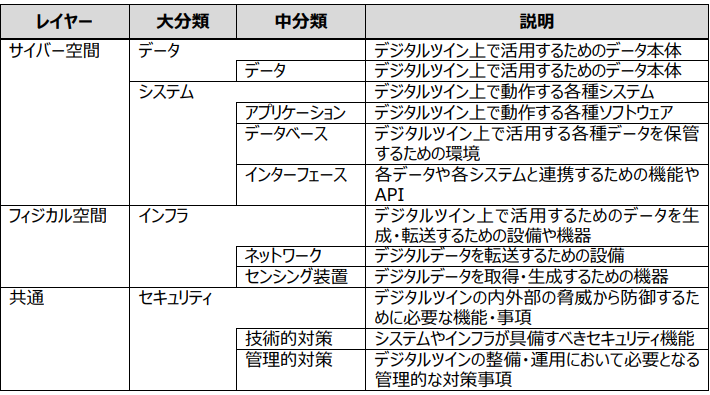 レイヤー 大分類 中分類 説明
サイバー空間 データ デジタルツイン上で活用するためのデータ本体
データ デジタルツイン上で活用するためのデータ本体
システム デジタルツイン上で動作する各種システム
アプリケーション デジタルツイン上で動作する各種ソフトウェア
データベース デジタルツイン上で活用する各種データを保管
するための環境
インターフェース 各データや各システムと連携するための機能や
API
フィジカル空間 インフラ デジタルツイン上で活用するためのデータを生
成・転送するための設備や機器
ネットワーク デジタルデータを転送するための設備
センシング装置 デジタルデータを取得・生成するための機器
共通 セキュリティ デジタルツインの内外部の脅威から防御するた
めに必要な機能・事項
技術的対策 システムやインフラが具備すべきセキュリティ機能
管理的対策 デジタルツインの整備・運用において必要となる
管理的な対策事項